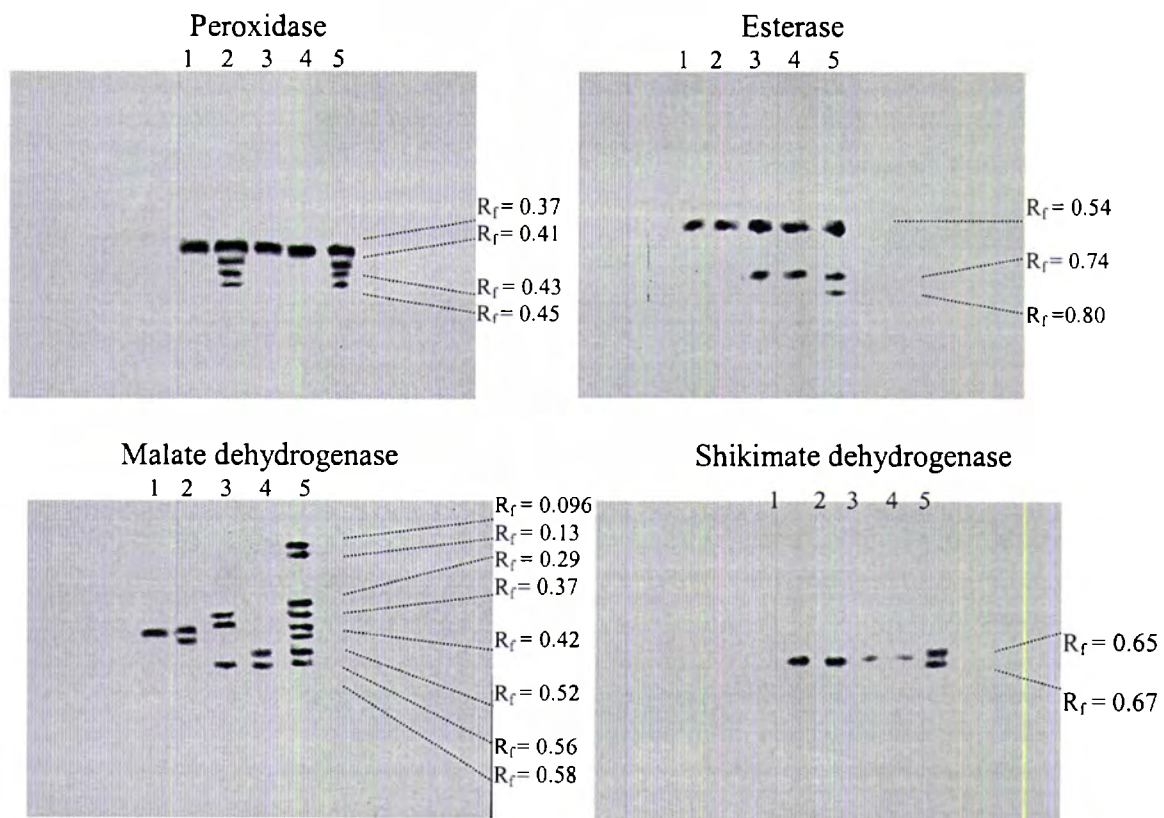 Peroxidase
1 2 3 4 5
Rf = 0.37
Rf = 0.41
Rf = 0.43
Rf = 0.45
Esterase
1 2 3 4 5
Rf = 0.54
Rf = 0.74
Rf =0.80
Malate dehydrogenase
1 2 3 4 5
Rf = 0.096
Rf = 0.13
Rf = 0.29
Rf = 0.37
Rf = 0.42
Rf = 0.52
Rf = 0.56
Rf = 0.58
Shikimate dehydrogenase
1 2 3 4 5
Rf = 0.65
Rf = 0.67